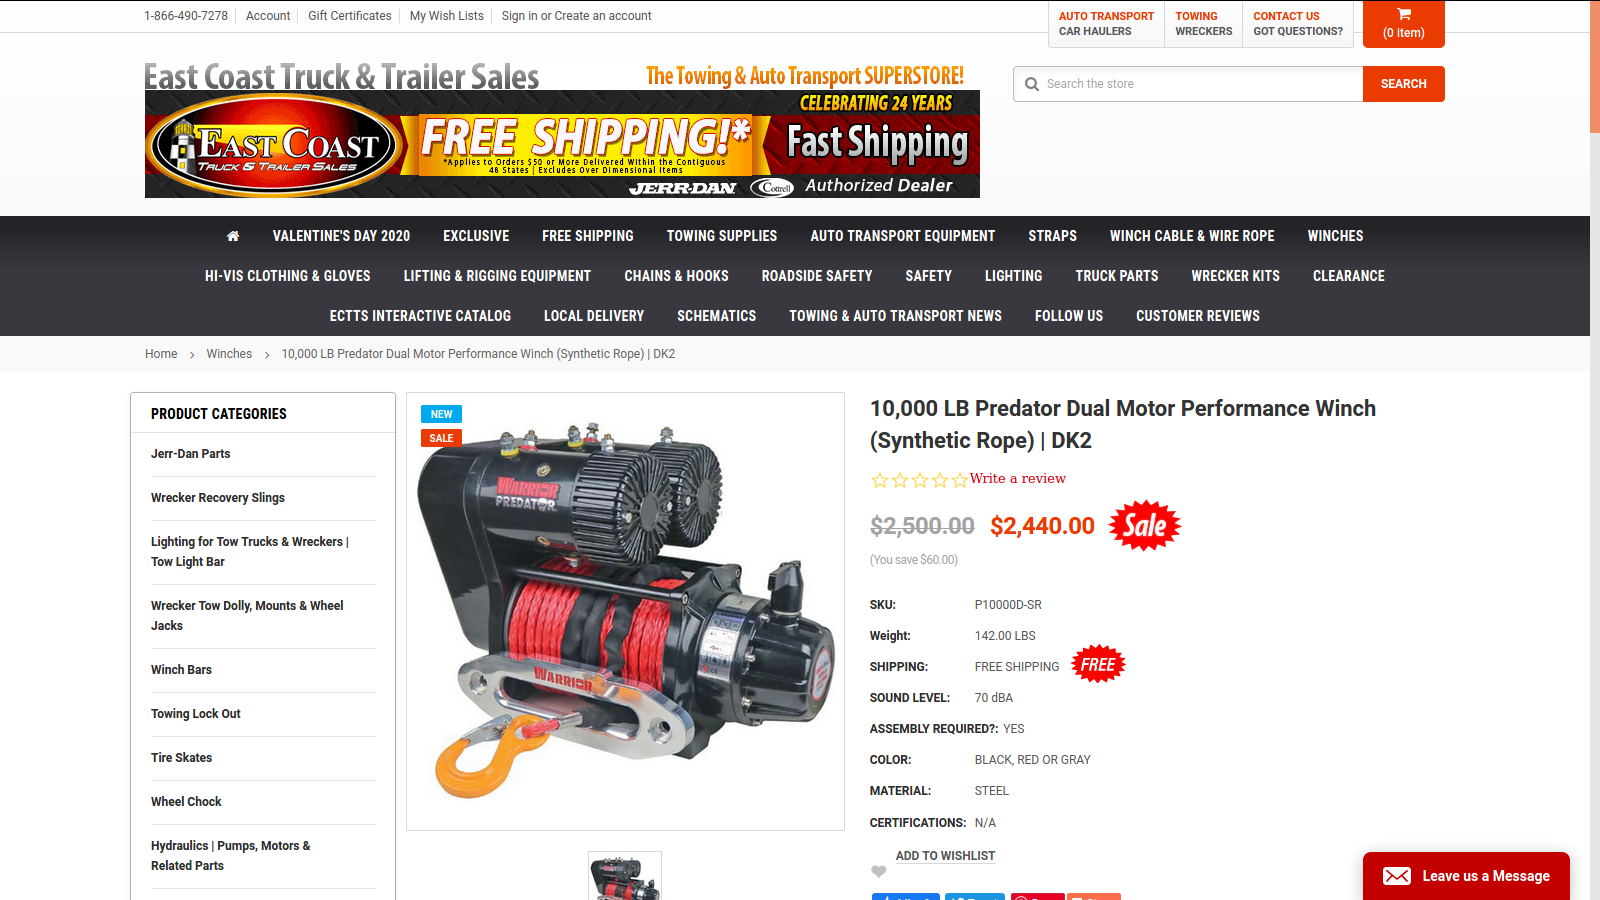 1-866-490-7278 Account Gift Certificates My Wish Lists Sign in or Create an account
AUTO TRANSPORT
CAR HAULERS
TOWING
WRECKERS
CONTACT US
GOT QUESTIONS?
(0 item)
East Coast Truck & Trailer Sales
The Towing & Auto Transport SUPERSTORE!
Search the store
SEARCH
CELEBRATING 24 YEARS
EAST COAST
TRUCK & TRAILER SALES
FREE SHIPPING!*
*Applies to Orders $50 or More Delivered Within the Contiguous
48 States | Excludes Over Dimensional Items
Fast Shipping
JERR-DAN Cottrell Authorized Dealer
VALENTINE'S DAY 2020 EXCLUSIVE FREE SHIPPING TOWING SUPPLIES AUTO TRANSPORT EQUIPMENT STRAPS WINCH CABLE & WIRE ROPE WINCHES
HI-VIS CLOTHING & GLOVES LIFTING & RIGGING EQUIPMENT CHAINS & HOOKS ROADSIDE SAFETY SAFETY LIGHTING TRUCK PARTS WRECKER KITS CLEARANCE
ECTTS INTERACTIVE CATALOG LOCAL DELIVERY SCHEMATICS TOWING & AUTO TRANSPORT NEWS FOLLOW US CUSTOMER REVIEWS
Home > Winches > 10,000 LB Predator Dual Motor Performance Winch (Synthetic Rope) | DK2
PRODUCT CATEGORIES
Jerr-Dan Parts
Wrecker Recovery Slings
Lighting for Tow Trucks & Wreckers |
Tow Light Bar
Wrecker Tow Dolly, Mounts & Wheel
Jacks
Winch Bars
Towing Lock Out
Tire Skates
Wheel Chock
Hydraulics | Pumps, Motors &
Related Parts
NEW
SALE
WARRIOR
PREDATOR
WARRIOR
10,000 LB Predator Dual Motor Performance Winch
(Synthetic Rope) | DK2
Write a review
$2,500.00 $2,440.00 Sale
(You save $60.00)
SKU: P10000D-SR
Weight: 142.00 LBS
SHIPPING: FREE SHIPPING FREE
SOUND LEVEL: 70 dBA
ASSEMBLY REQUIRED?: YES
COLOR: BLACK, RED OR GRAY
MATERIAL: STEEL
CERTIFICATIONS: N/A
ADD TO WISHLIST
Leave us a Message